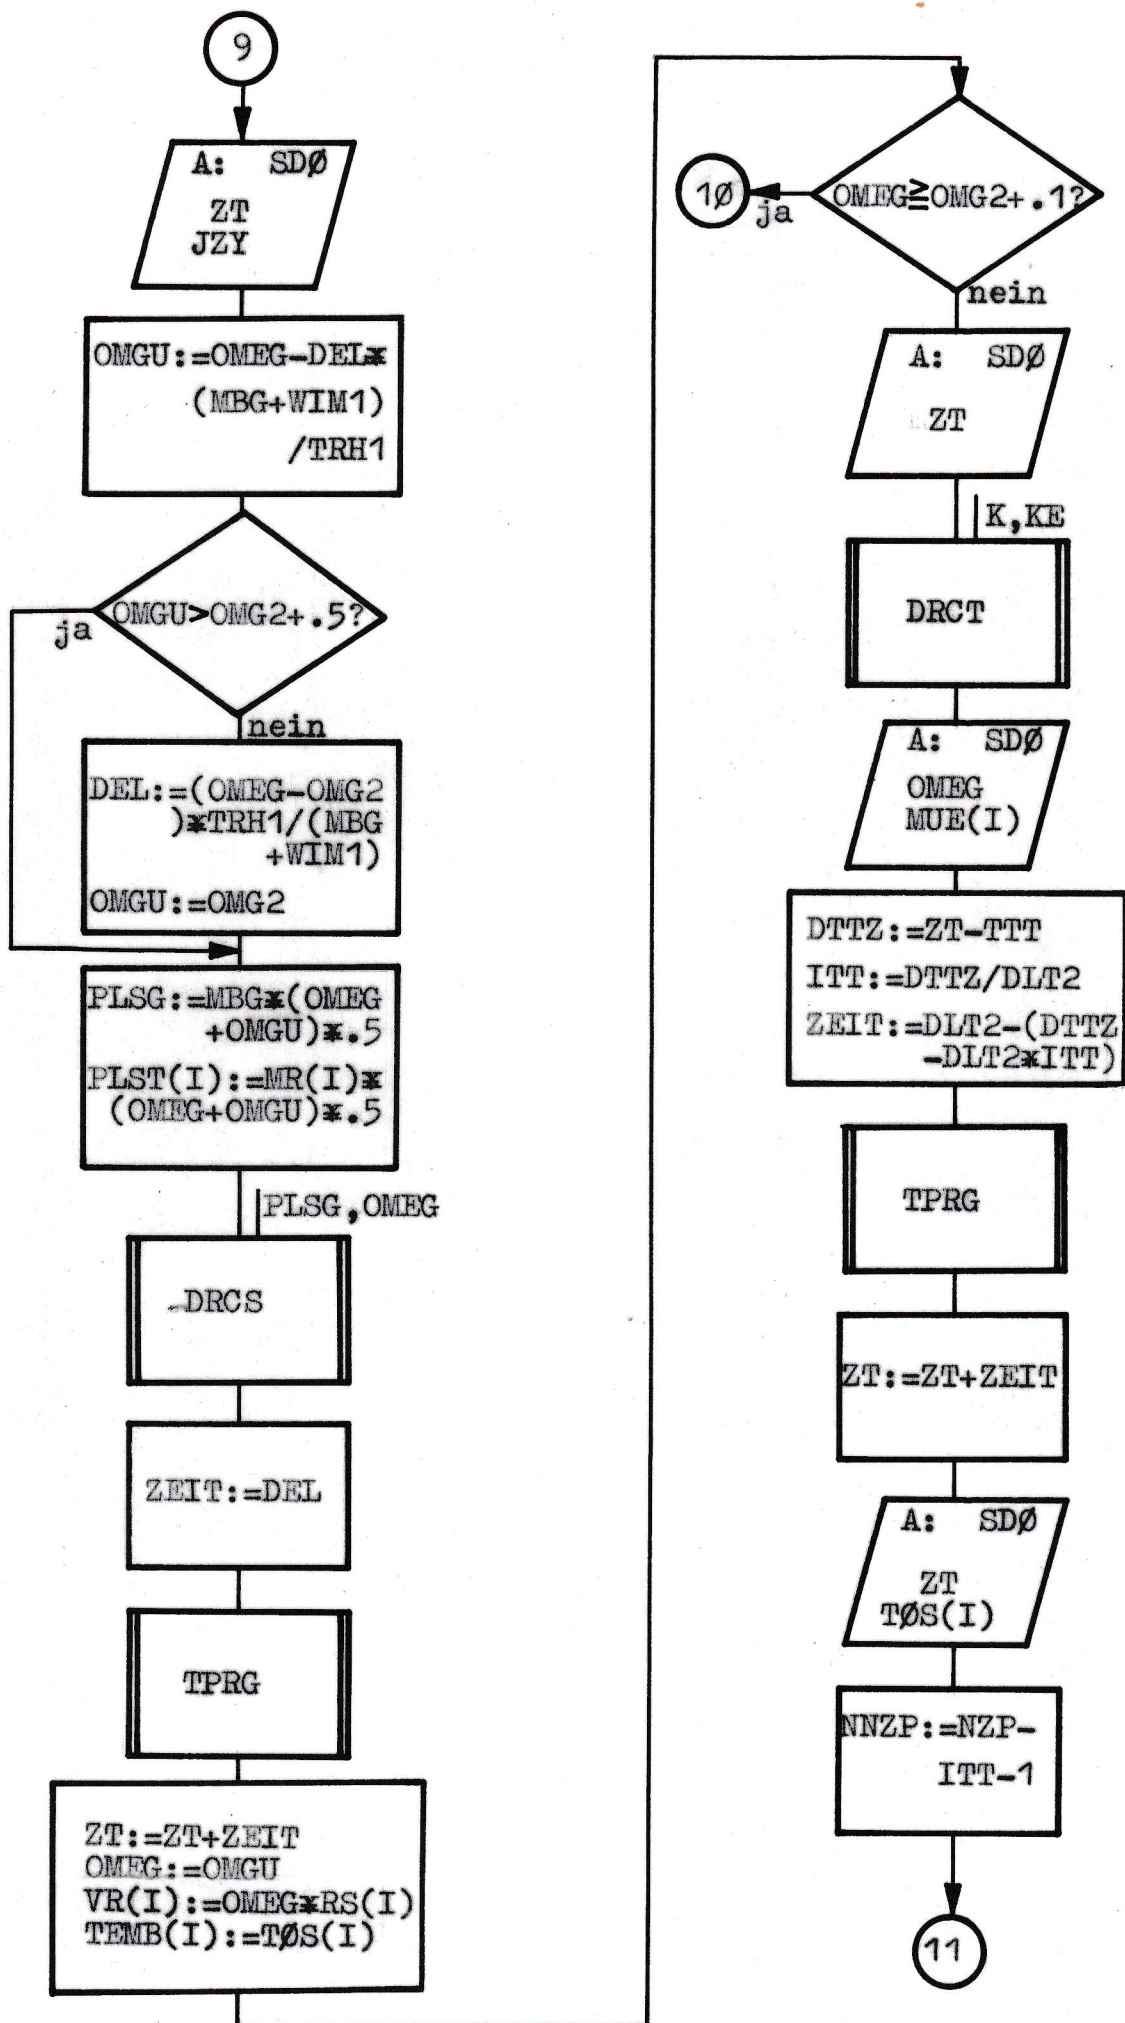 9
A: SDØ
ZT
JZY
OMGU:=OMEG-DEL*
(MBG+WIM1)
/TRH1
OMGU>OMG2+.5?
ja
nein
DEL:=(OMEG-OMG2
)*TRH1/(MBG
+WIM1)
OMGU:=OMG2
PLSG:=MBG*(OMEG
+OMGU)*.5
PLST(I):=MR(I)*
(OMEG+OMGU)*.5
PLSG,OMEG
DRCS
ZEIT:=DEL
TPRG
ZT:=ZT+ZEIT
OMEG:=OMGU
VR(I):=OMEG*RS(I)
TEMB(I):=TØS(I)
OMEG≧OMG2+.1?
1Ø
ja
nein
A: SDØ
ZT
K,KE
DRCT
A: SDØ
OMEG
MUE(I)
DTTZ:=ZT-TTT
ITT:=DTTZ/DLT2
ZEIT:=DLT2-(DTTZ
-DLT2*ITT)
TPRG
ZT:=ZT+ZEIT
A: SDØ
ZT
TØS(I)
NNZP:=NZP-
ITT-1
11